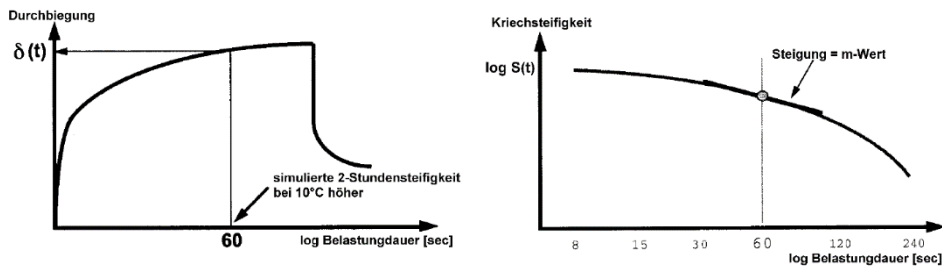 Durchbiegung
δ(t)
simulierte 2-Stundensteifigkeit
bei 10°C höher
60
log Belastungdauer [sec]
Kriechsteifigkeit
log S(t)
Steigung = m-Wert
8 15 30 60 120 240
log Belastungdauer [sec]